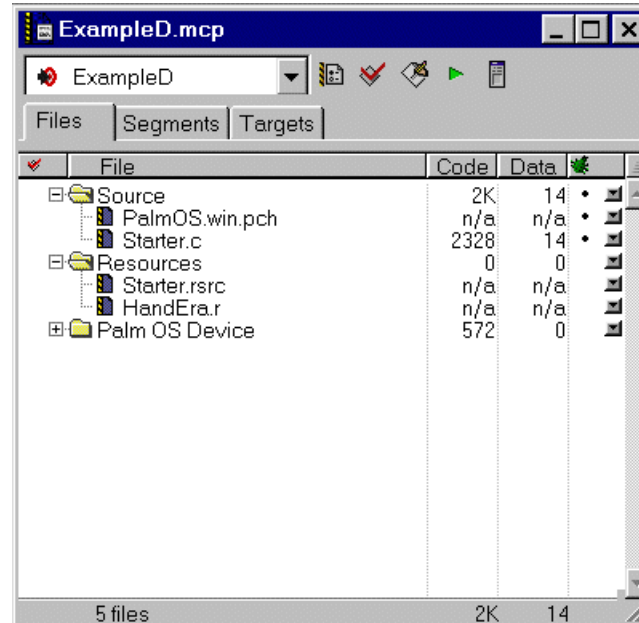 ExampleD.mcp
ExampleD
Files Segments Targets
File Code Data
Source 2K 14
PalmOS.win.pch n/a n/a
Starter.c 2328 14
Resources 0 0
Starter.rsrc n/a n/a
HandEra.r n/a n/a
Palm OS Device 572 0
5 files 2K 14